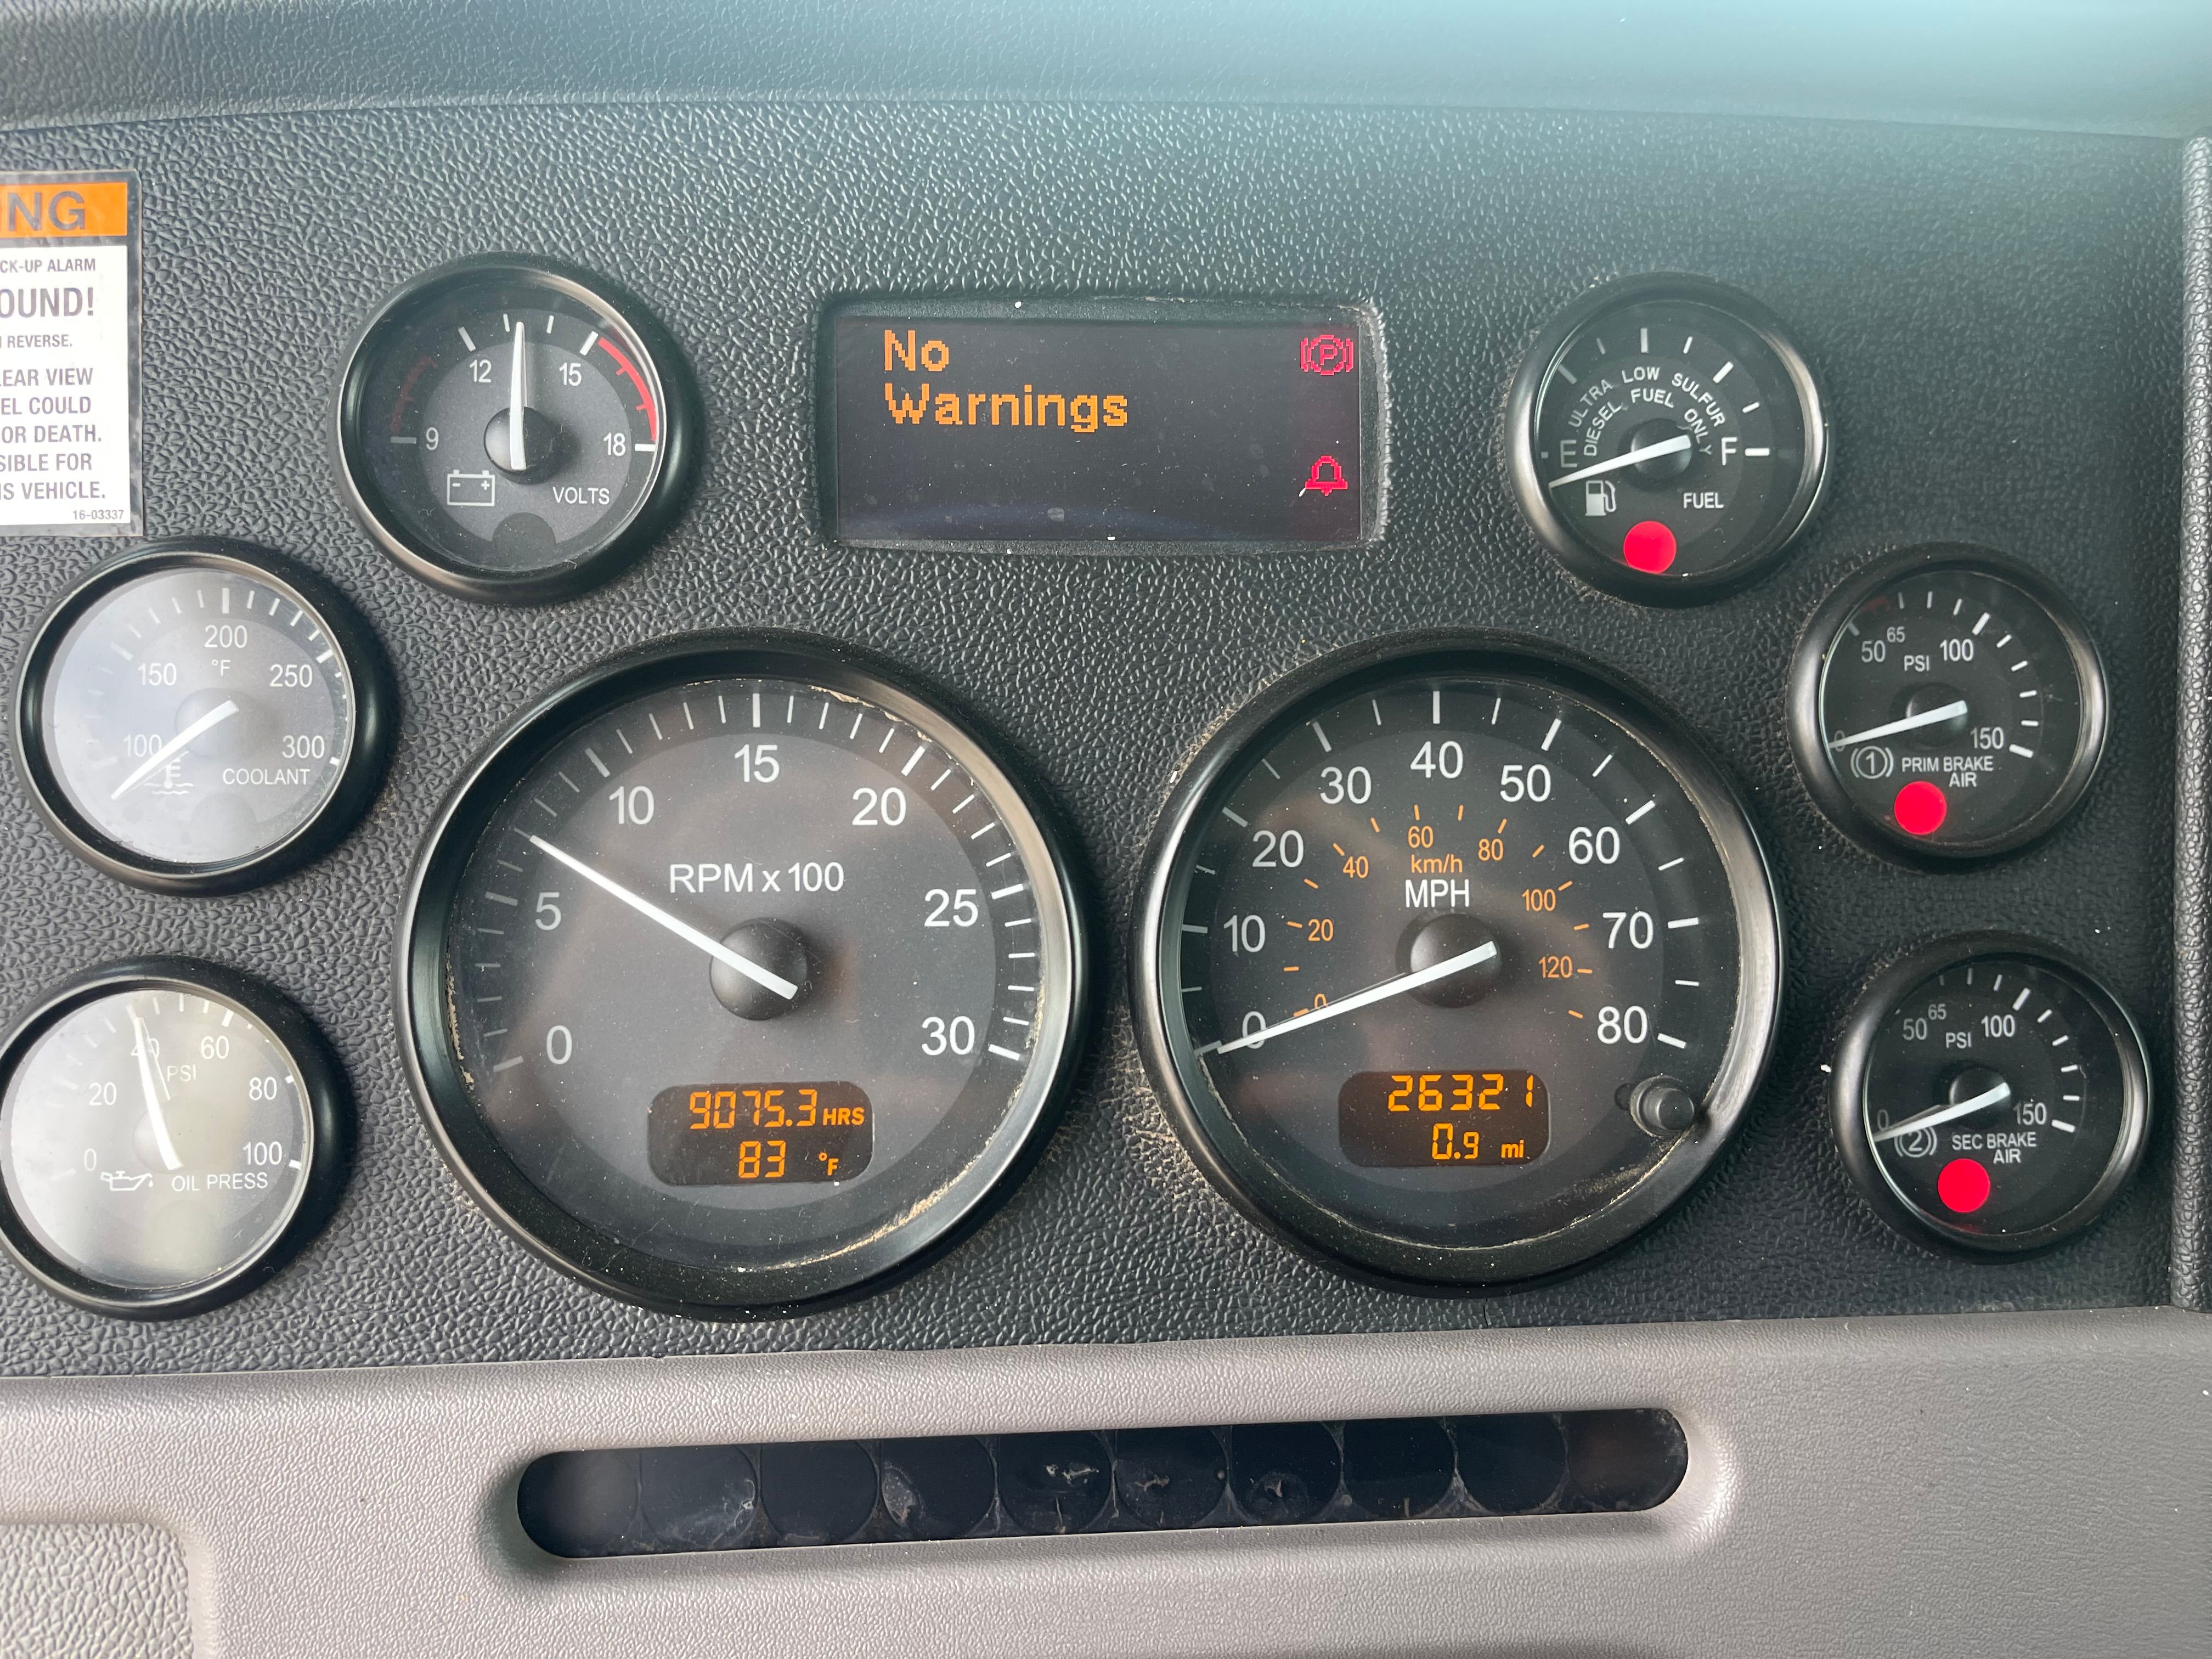 NG
CK-UP ALARM
OUND!
REVERSE.
EAR VIEW
EL COULD
OR DEATH.
SIBLE FOR
IS VEHICLE.
16-03337
9 12 15 18
VOLTS
No
Warnings
P
ULTRA LOW SULFUR
DIESEL FUEL ONLY
E F
FUEL
100 150 200 250 300
°F
COOLANT
0 5 10 15 20 25 30
RPM x 100
9075.3 HRS
83 °F
0 10 20 30 40 50 60 70 80
0 20 40 60 80 100 120
km/h
MPH
26321
0.9 mi
0 50 65 100 150
PSI
(1) PRIM BRAKE
AIR
0 20 40 60 80 100
PSI
OIL PRESS
0 50 65 100 150
PSI
(2) SEC BRAKE
AIR